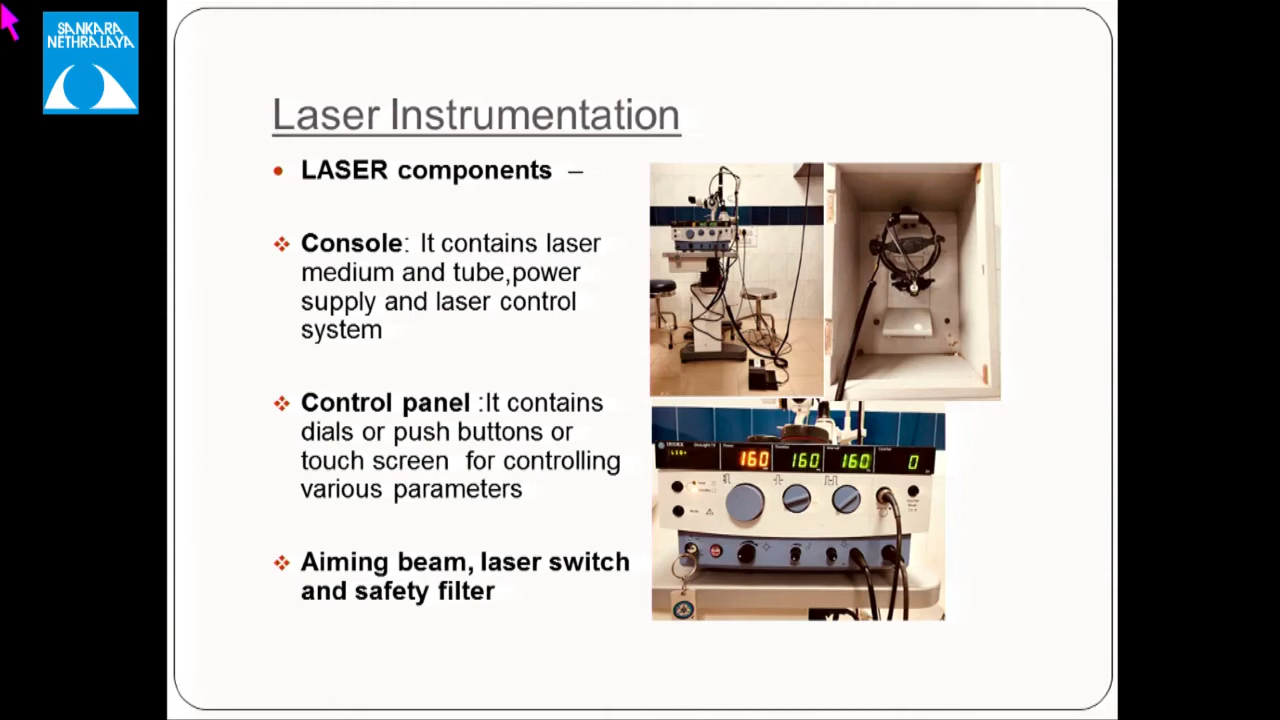 SANKARA
NETHRALAYA
Laser Instrumentation
LASER components –
Console: It contains laser
medium and tube,power
supply and laser control
system
Control panel :It contains
dials or push buttons or
touch screen for controlling
various parameters
Aiming beam, laser switch
and safety filter
160
160
160
0